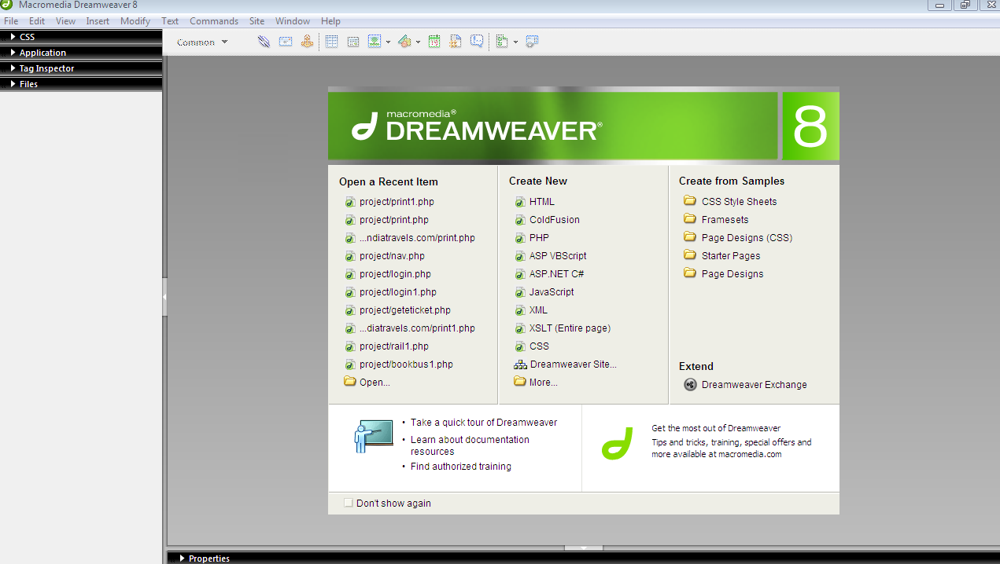 Macromedia Dreamweaver 8
File Edit View Insert Modify Text Commands Site Window Help
CSS
Application
Tag Inspector
Files
Common
macromedia®
DREAMWEAVER®
8
Open a Recent Item
project/print1.php
project/print.php
...ndiatravels.com/print.php
project/nav.php
project/login.php
project/login1.php
project/geteticket.php
...diatravels.com/print1.php
project/rail1.php
project/bookbus1.php
Open...
Create New
HTML
ColdFusion
PHP
ASP VBScript
ASP.NET C#
JavaScript
XML
XSLT (Entire page)
CSS
Dreamweaver Site...
More...
Create from Samples
CSS Style Sheets
Framesets
Page Designs (CSS)
Starter Pages
Page Designs
Extend
Dreamweaver Exchange
• Take a quick tour of Dreamweaver
• Learn about documentation
resources
• Find authorized training
Get the most out of Dreamweaver
Tips and tricks, training, special offers and
more available at macromedia.com
Don't show again
Properties